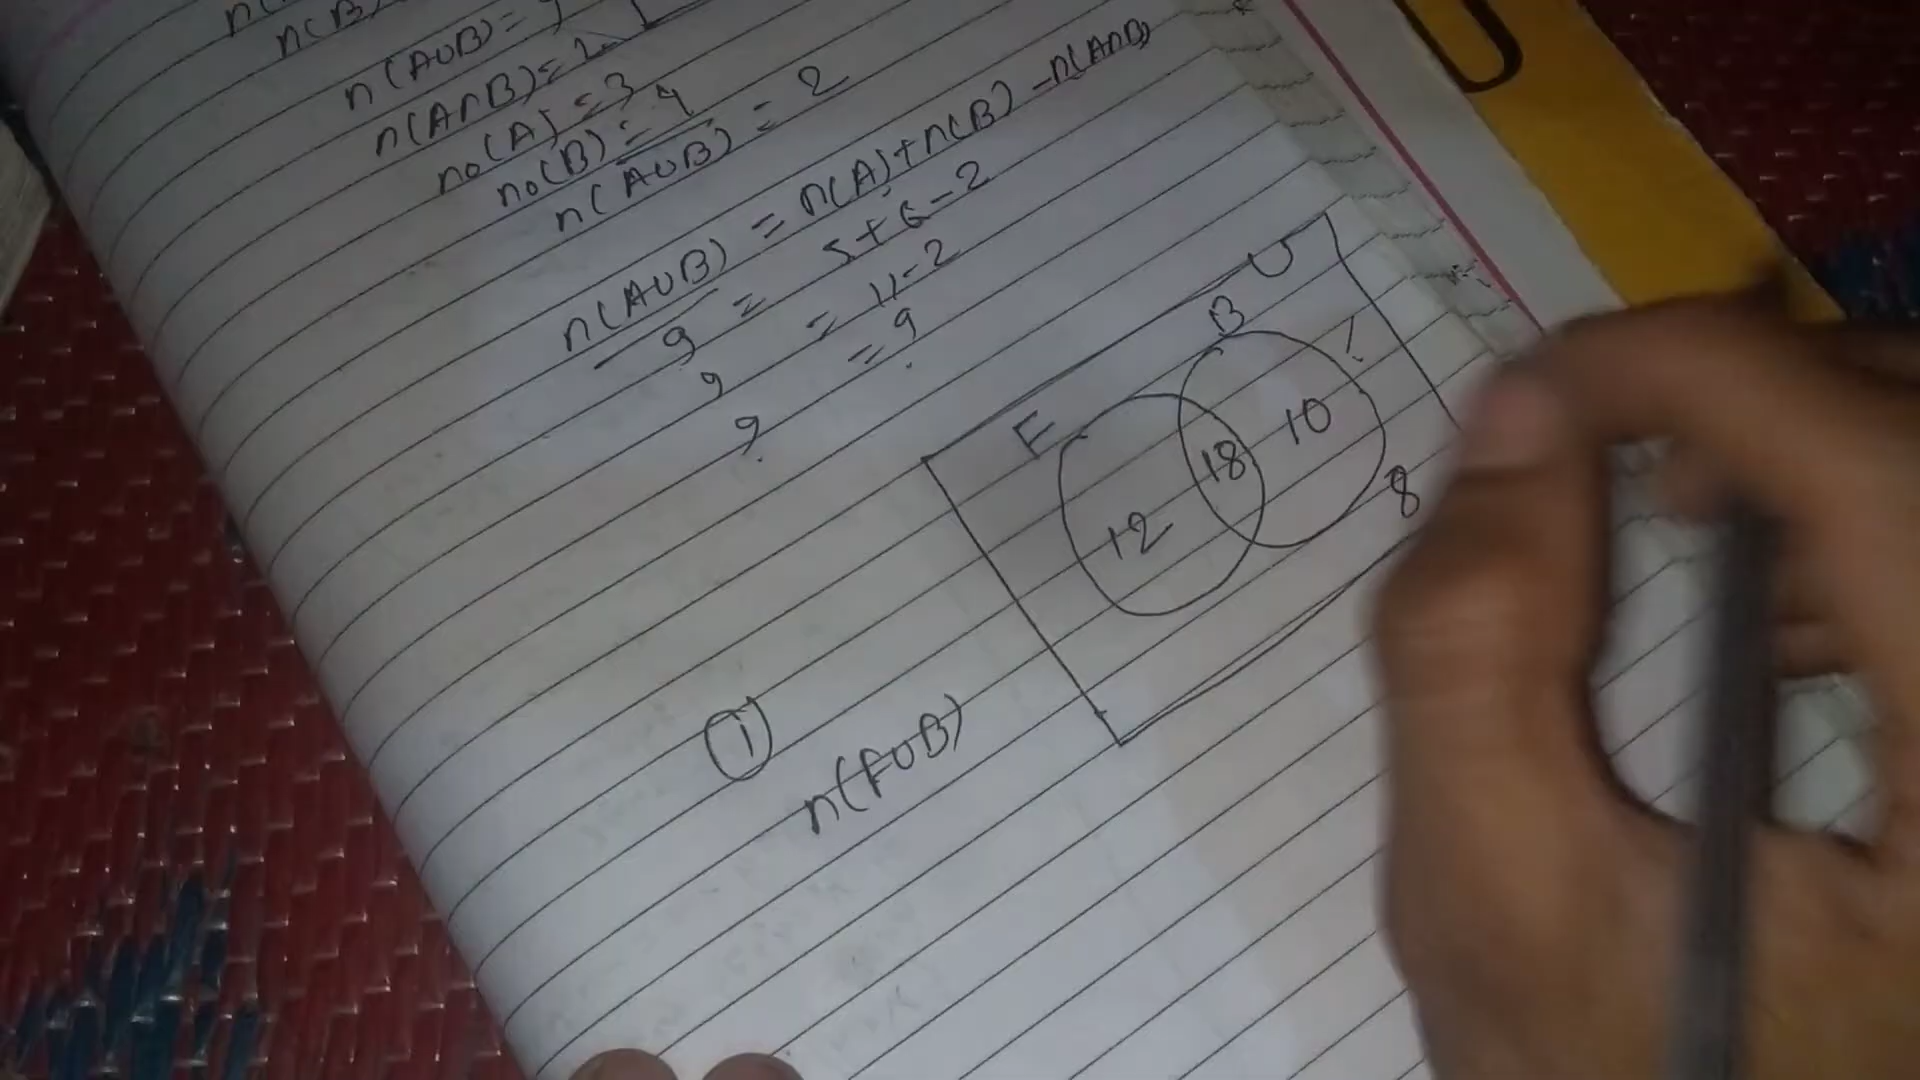 n(B)
n(A∪B)=9
n(A∩B)=2
no(A)=3
no(B)=4
n(A∪B)=2
n(A∪B)=n(A)+n(B)-n(A∩B)
9=5+6-2
9=11-2
9=9
U
F
B
12
18
10
8
①
n(F∪B)